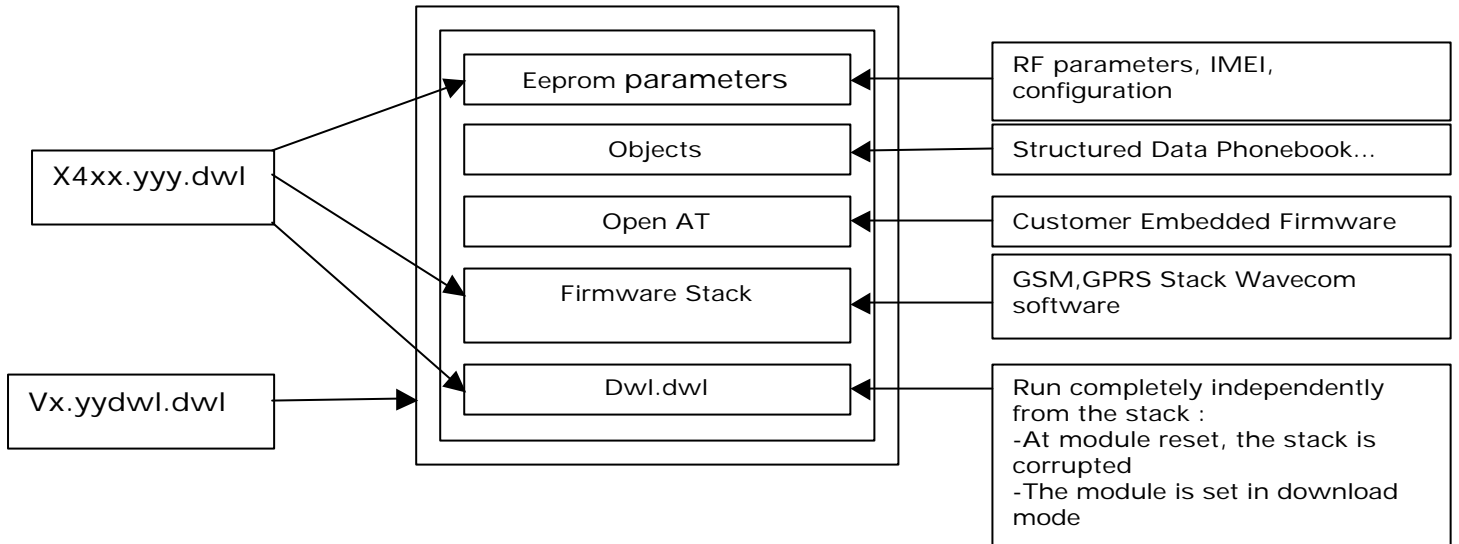 X4xx.yyy.dwl
Vx.yydwl.dwl
Eeprom parameters
Objects
Open AT
Firmware Stack
Dwl.dwl
RF parameters, IMEI,
configuration
Structured Data Phonebook...
Customer Embedded Firmware
GSM,GPRS Stack Wavecom
software
Run completely independently
from the stack :
-At module reset, the stack is
corrupted
-The module is set in download
mode